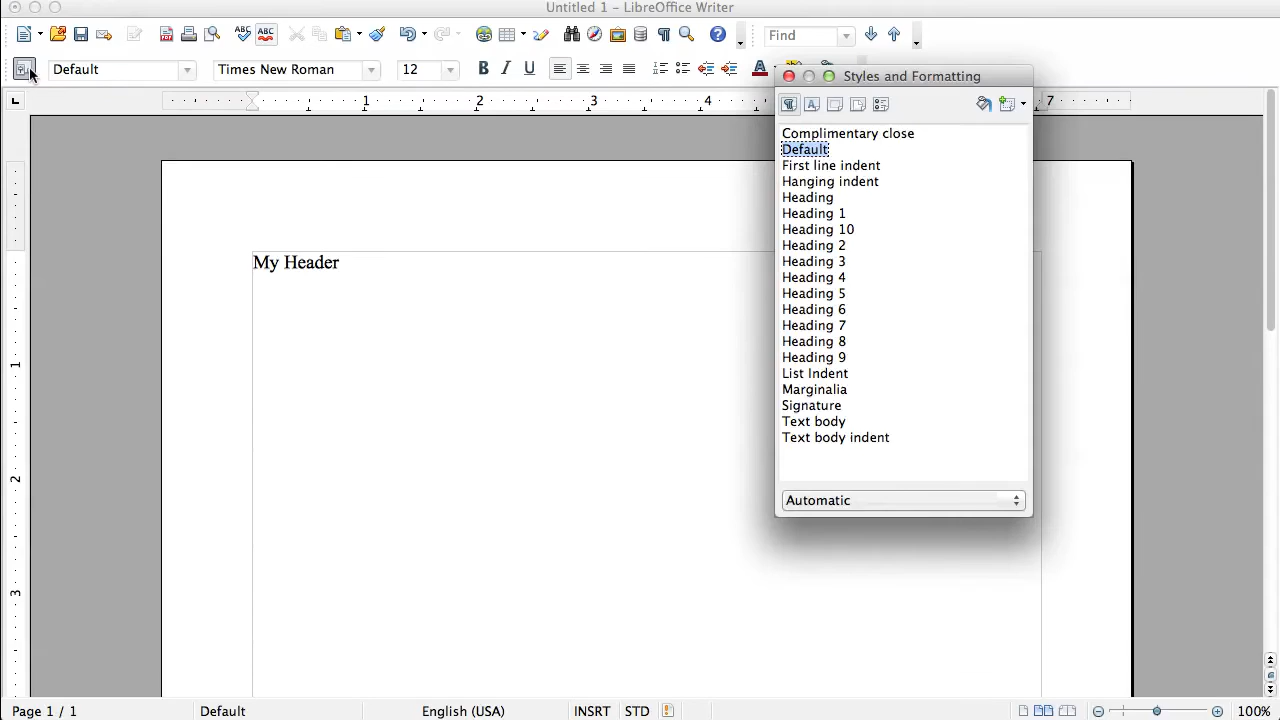 Untitled 1 – LibreOffice Writer
Find
Default
Times New Roman
12
B I U
Styles and Formatting
1 2 3 4 7
Complimentary close
Default
First line indent
Hanging indent
Heading
Heading 1
Heading 10
Heading 2
Heading 3
Heading 4
Heading 5
Heading 6
Heading 7
Heading 8
Heading 9
List Indent
Marginalia
Signature
Text body
Text body indent
Automatic
My Header
1
2
3
Page 1 / 1
Default
English (USA)
INSRT
STD
100%